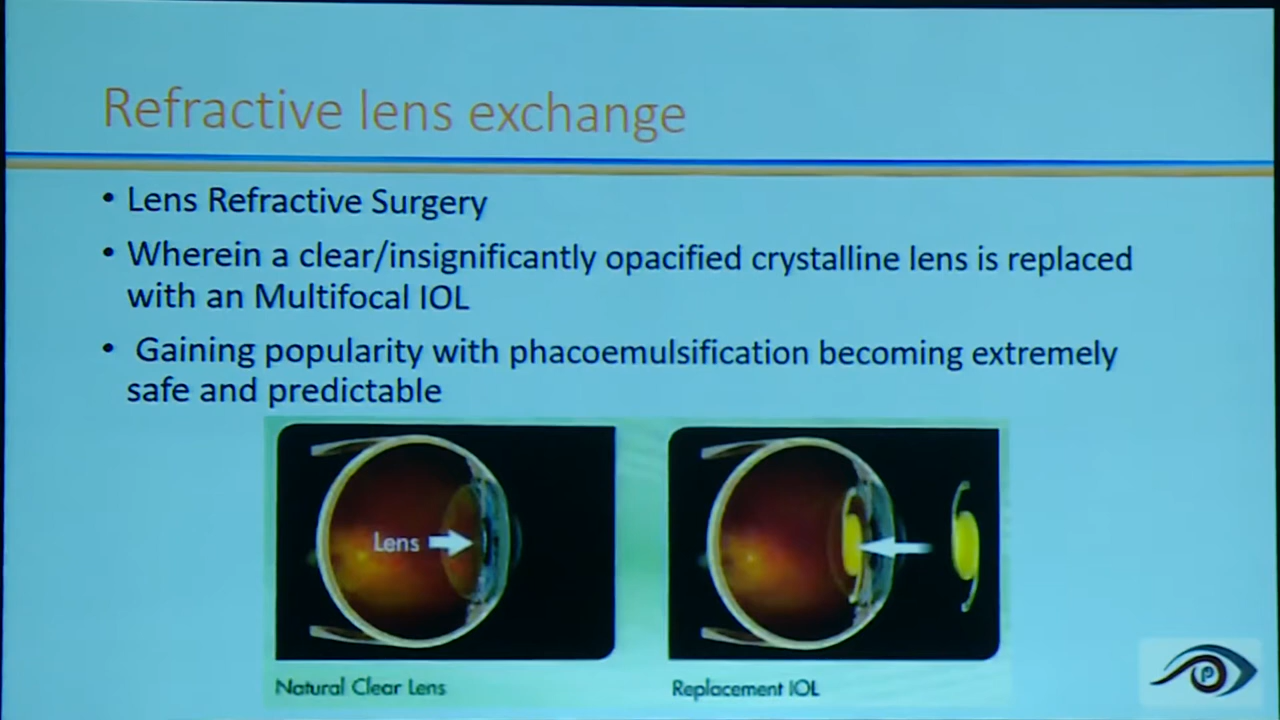 Refractive lens exchange
• Lens Refractive Surgery
• Wherein a clear/insignificantly opacified crystalline lens is replaced
with an Multifocal IOL
• Gaining popularity with phacoemulsification becoming extremely
safe and predictable
Lens
Natural Clear Lens
Replacement IOL
P